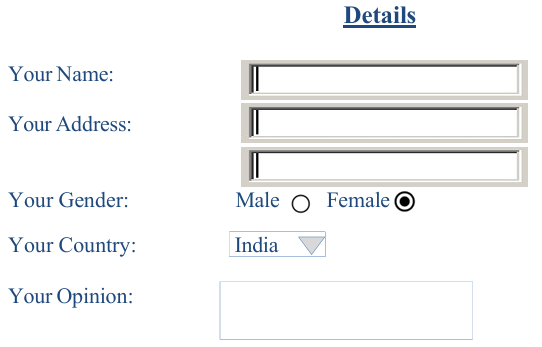 Details
Your Name:
Your Address:
Your Gender: Male Female
Your Country: India
Your Opinion: